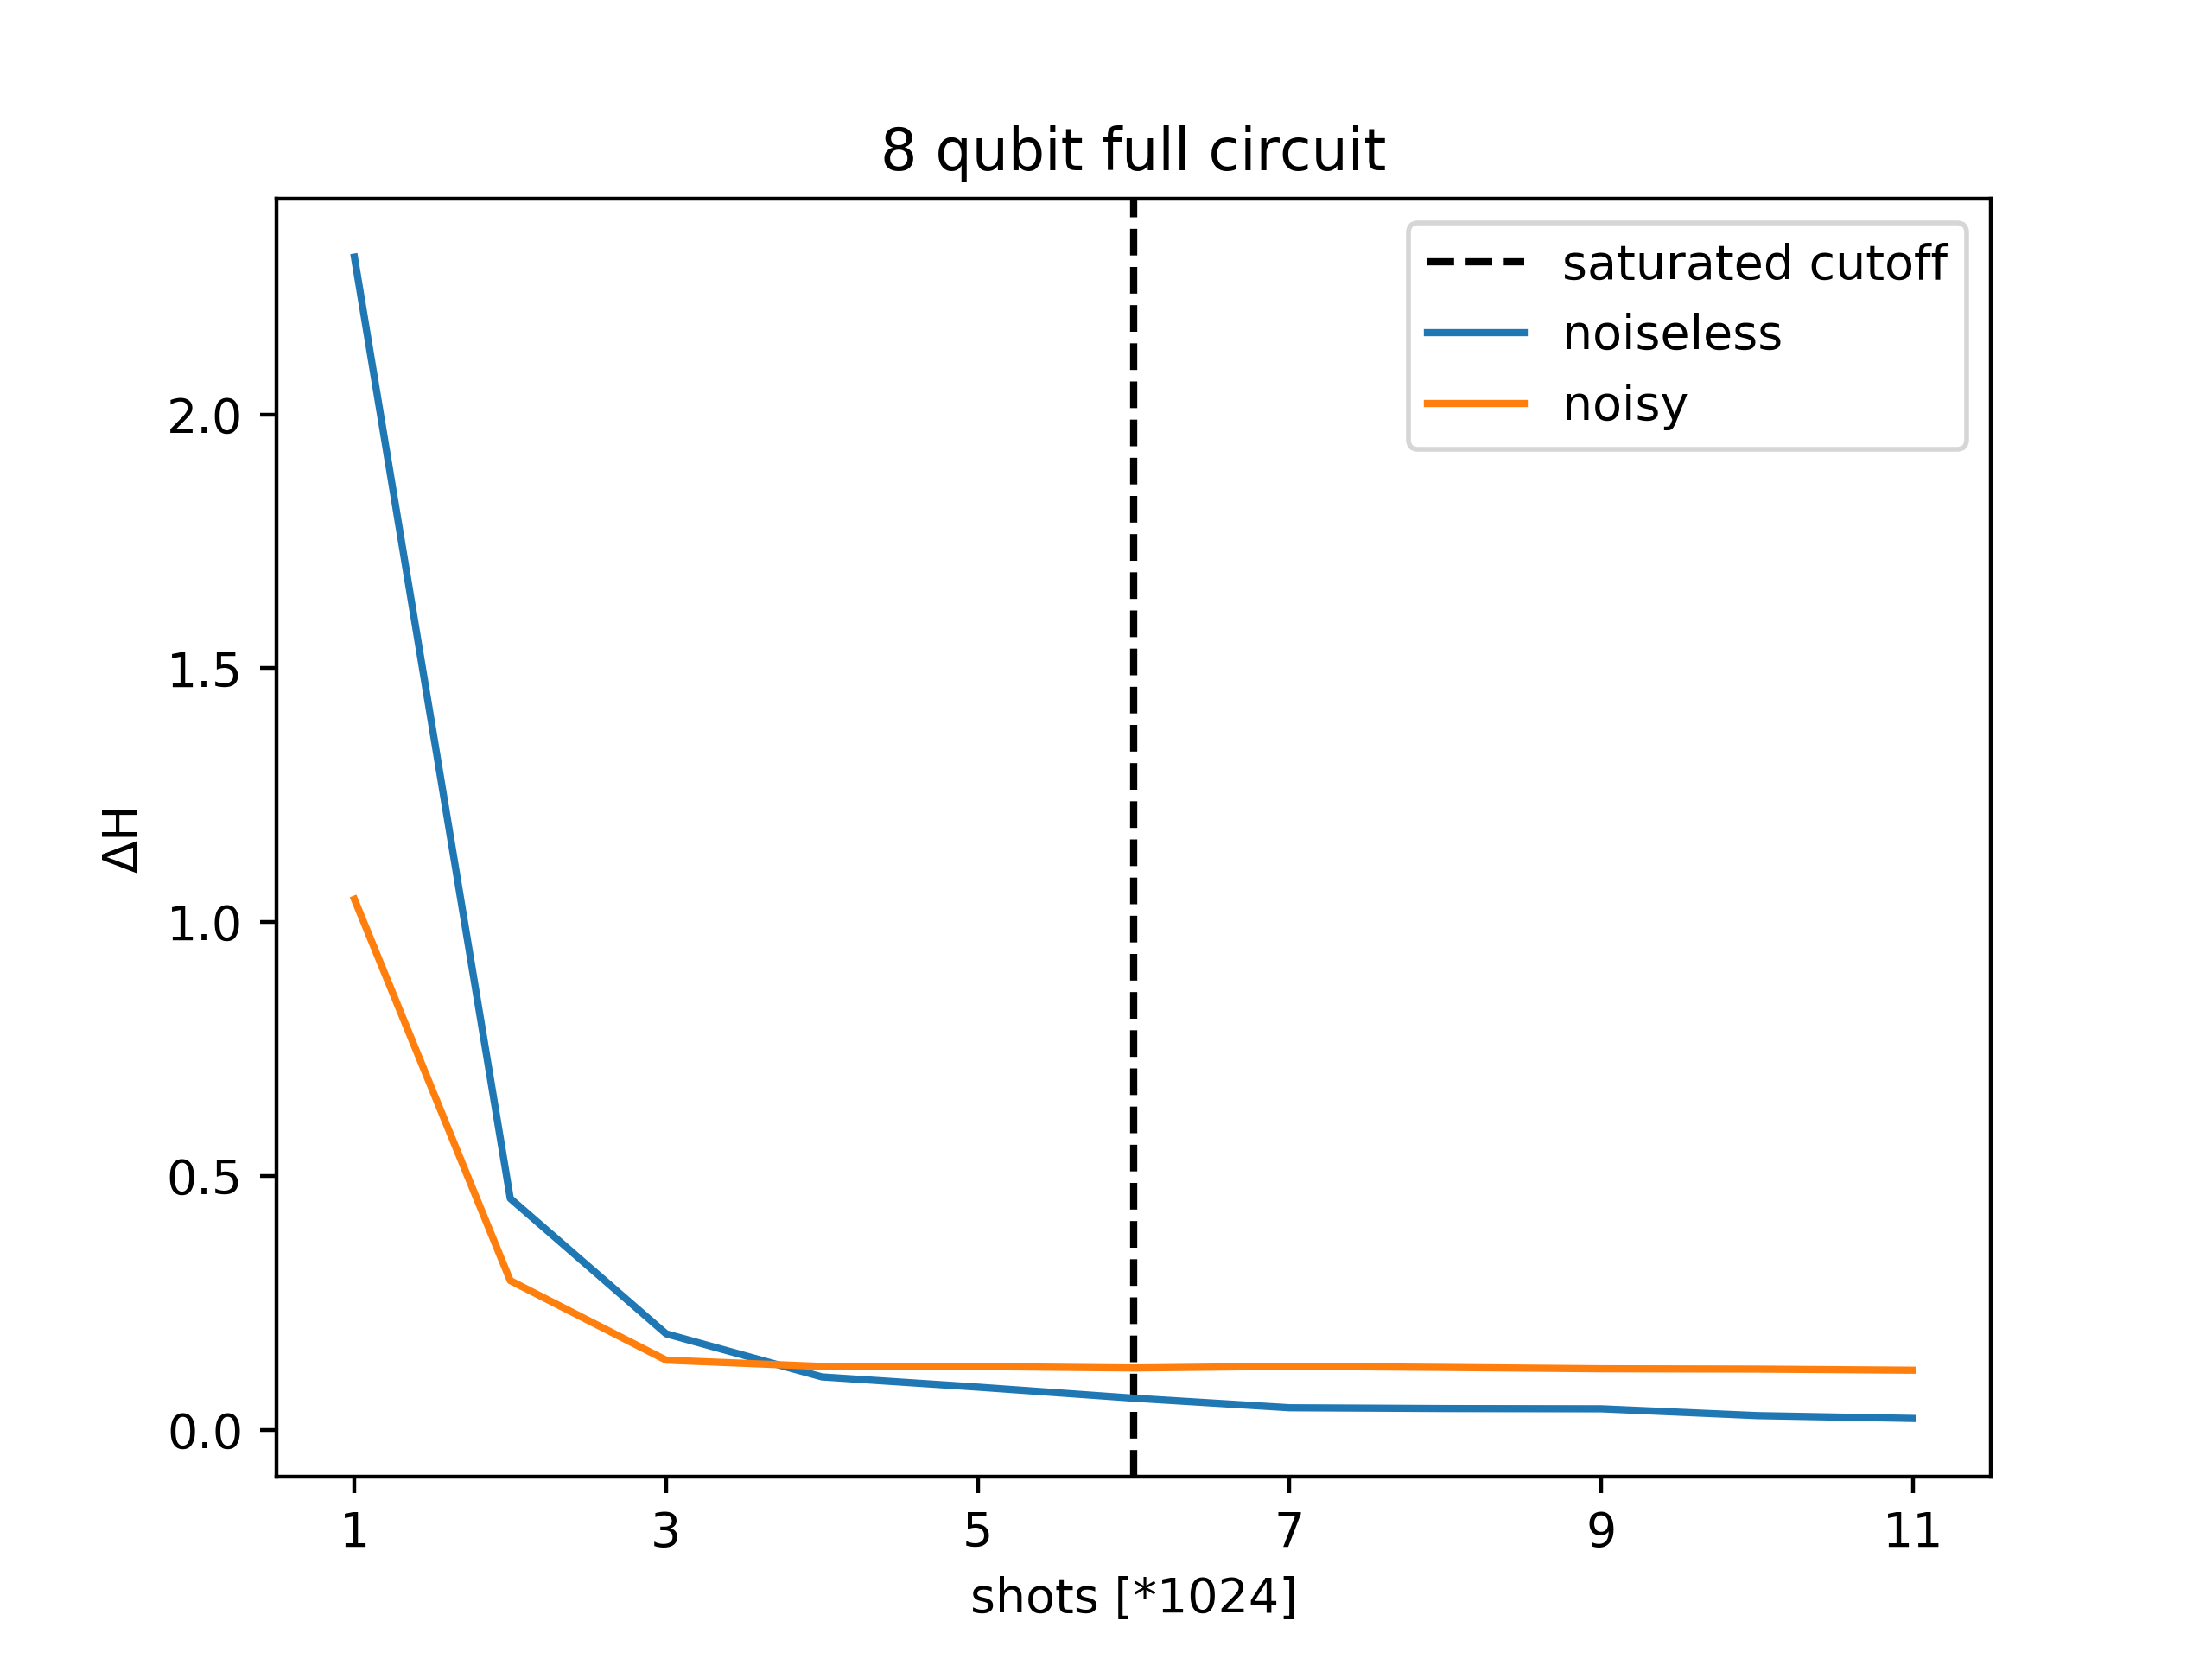 8 qubit full circuit
saturated cutoff
noiseless
noisy
2.0
1.5
1.0
0.5
0.0
ΔH
1 3 5 7 9 11
shots [*1024]